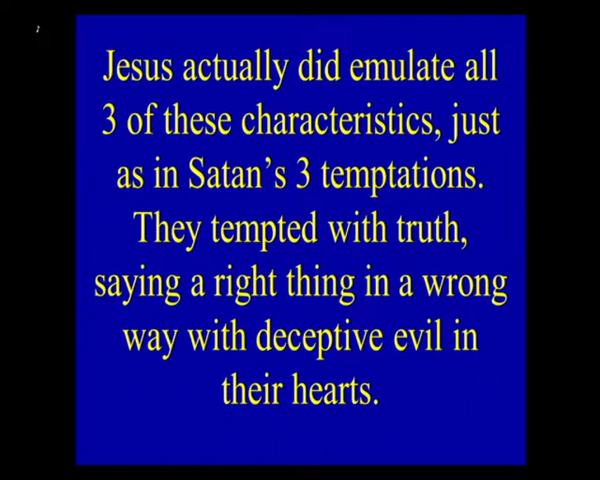 Jesus actually did emulate all
3 of these characteristics, just
as in Satan’s 3 temptations.
They tempted with truth,
saying a right thing in a wrong
way with deceptive evil in
their hearts.